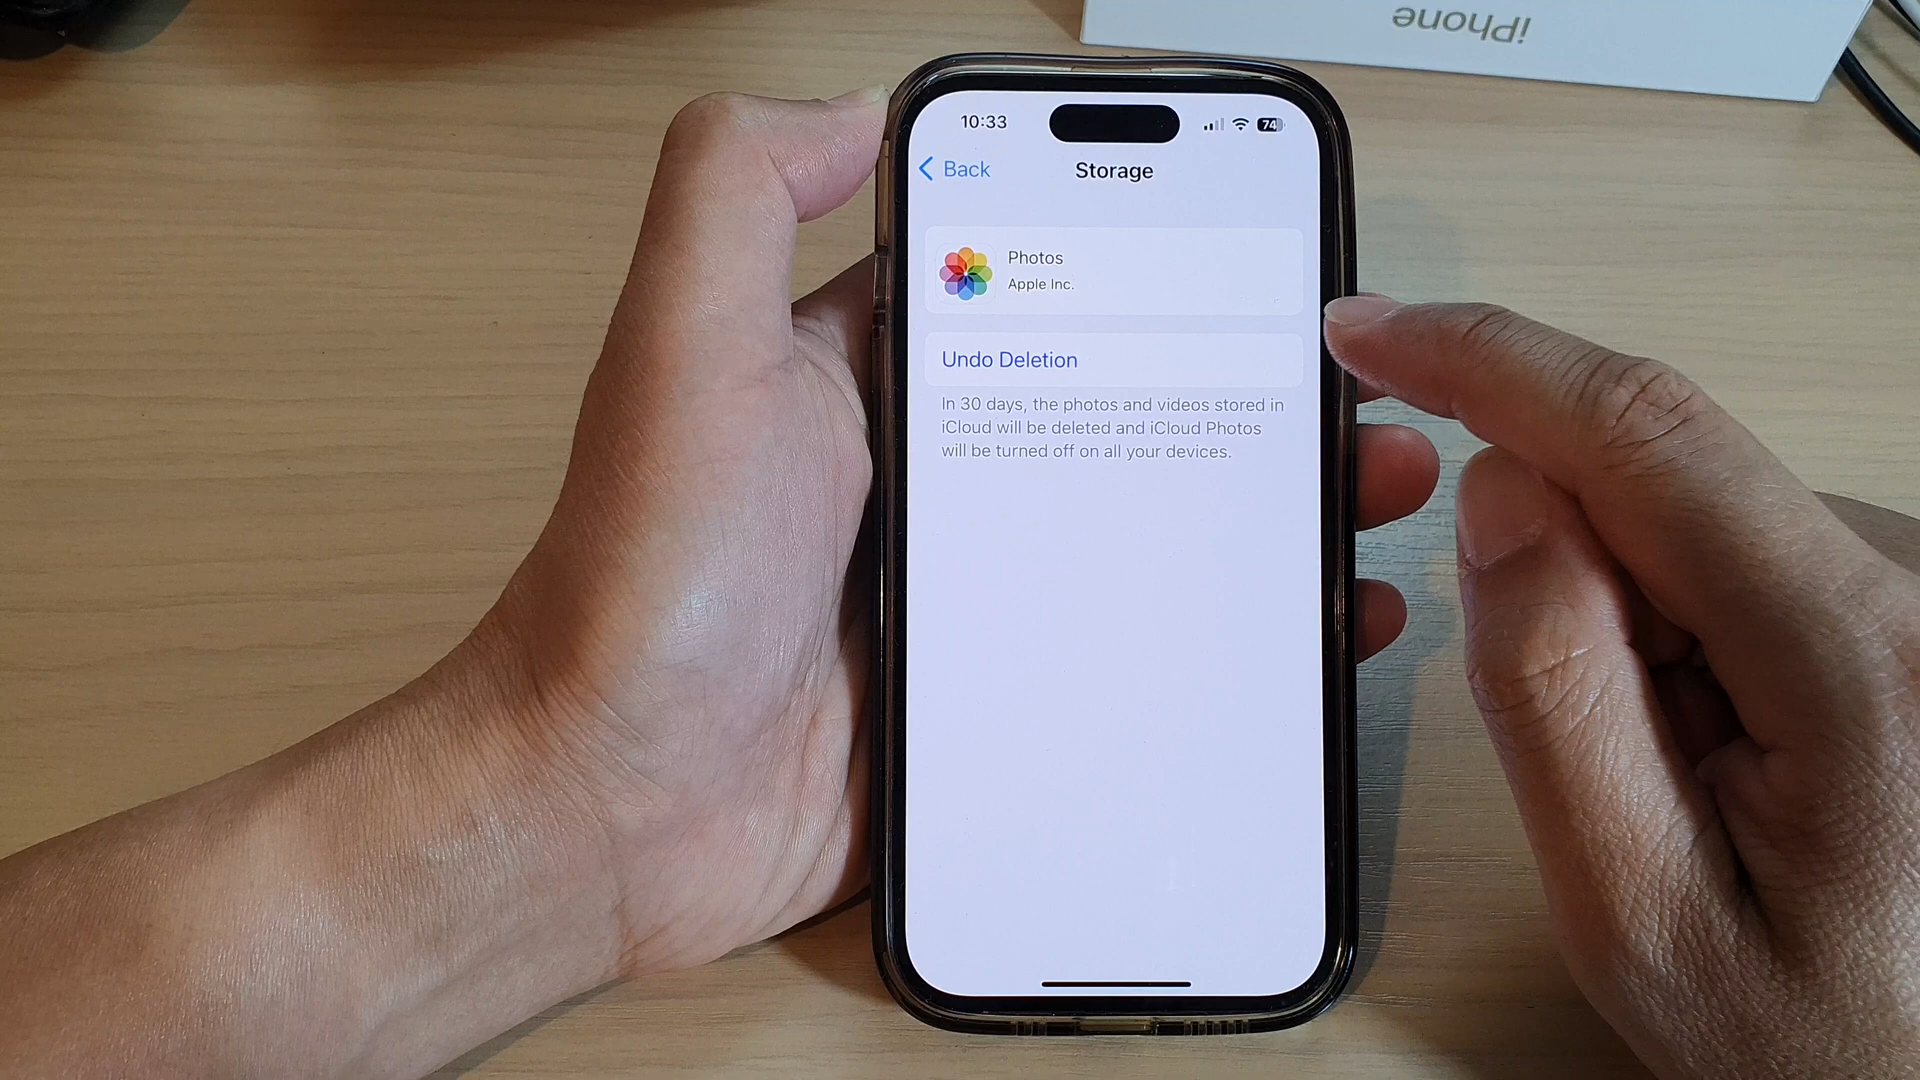 iPhone
10:33
74
Back
Storage
Photos
Apple Inc.
Undo Deletion
In 30 days, the photos and videos stored in
iCloud will be deleted and iCloud Photos
will be turned off on all your devices.